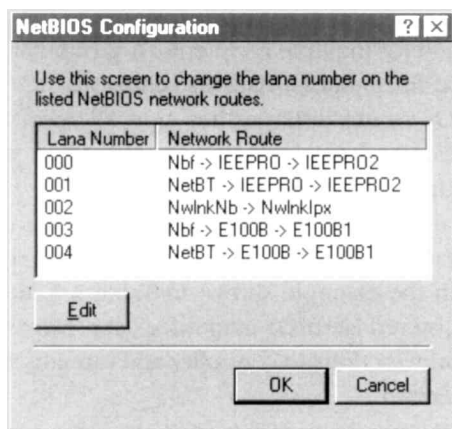 NetBIOS Configuration
Use this screen to change the lana number on the
listed NetBIOS network routes.
Lana Number Network Route
000 Nbf -> IEEPRO -> IEEPRO2
001 NetBT -> IEEPRO -> IEEPRO2
002 NwlnkNb -> NwlnkIpx
003 Nbf -> E100B -> E100B1
004 NetBT -> E100B -> E100B1
Edit
OK Cancel